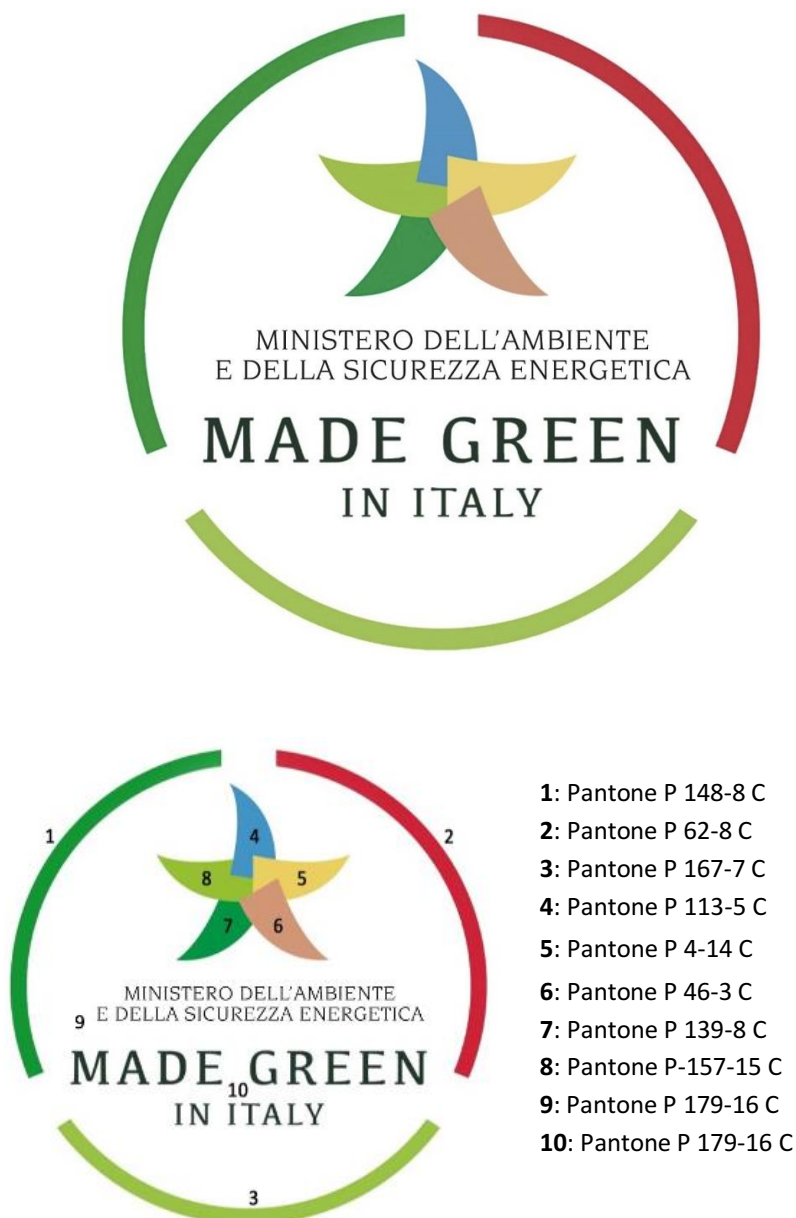 MINISTERO DELL'AMBIENTE
E DELLA SICUREZZA ENERGETICA
MADE GREEN
IN ITALY
1
2
4
8
5
7
6
MINISTERO DELL'AMBIENTE
9 E DELLA SICUREZZA ENERGETICA
MADE GREEN
10
IN ITALY
3
1: Pantone P 148-8 C
2: Pantone P 62-8 C
3: Pantone P 167-7 C
4: Pantone P 113-5 C
5: Pantone P 4-14 C
6: Pantone P 46-3 C
7: Pantone P 139-8 C
8: Pantone P-157-15 C
9: Pantone P 179-16 C
10: Pantone P 179-16 C